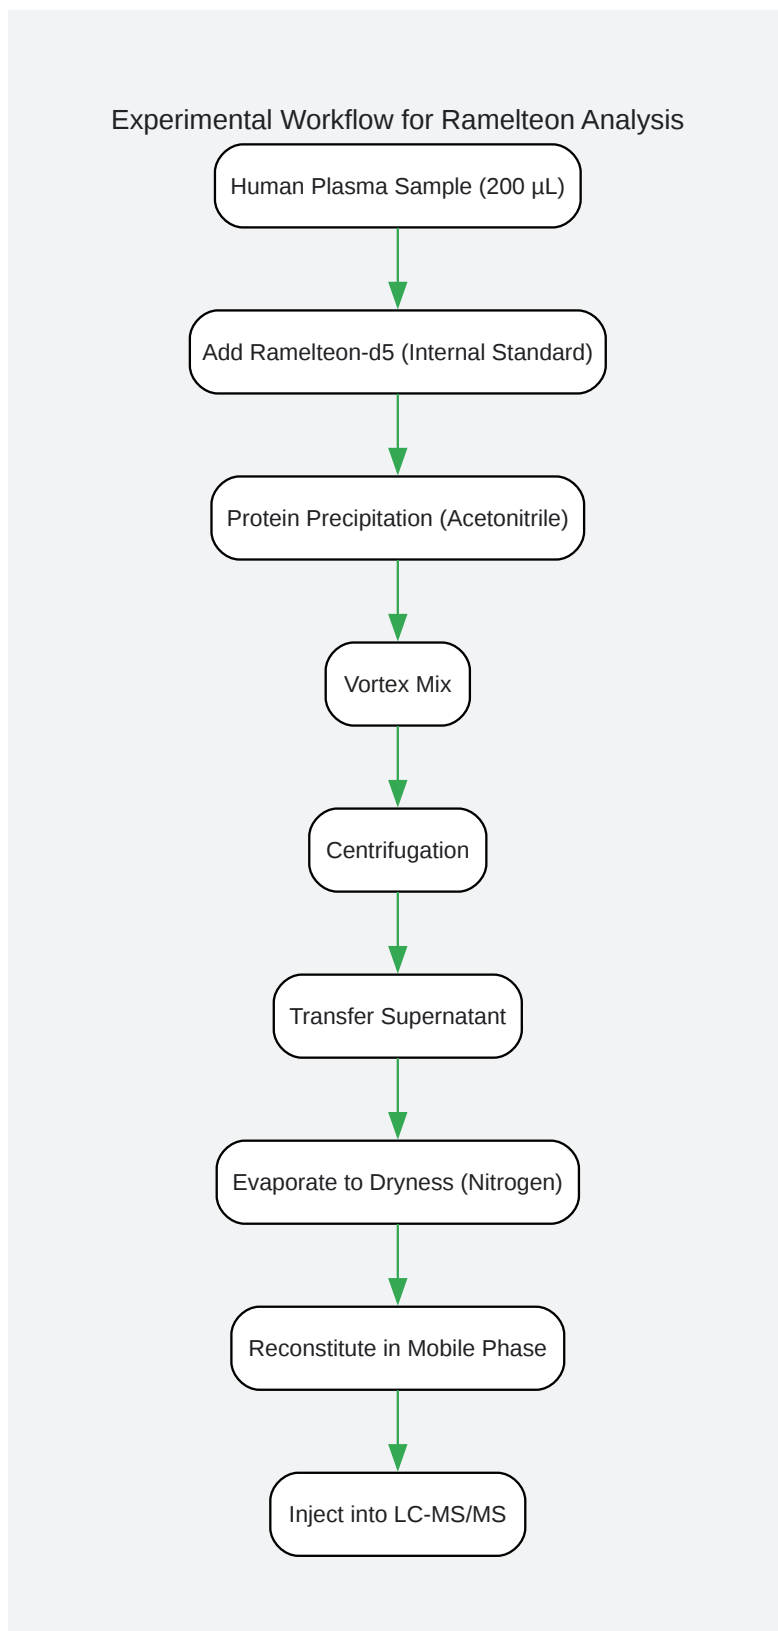 Experimental Workflow for Ramelteon Analysis
Human Plasma Sample (200 µL)
Add Ramelteon-d5 (Internal Standard)
Protein Precipitation (Acetonitrile)
Vortex Mix
Centrifugation
Transfer Supernatant
Evaporate to Dryness (Nitrogen)
Reconstitute in Mobile Phase
Inject into LC-MS/MS